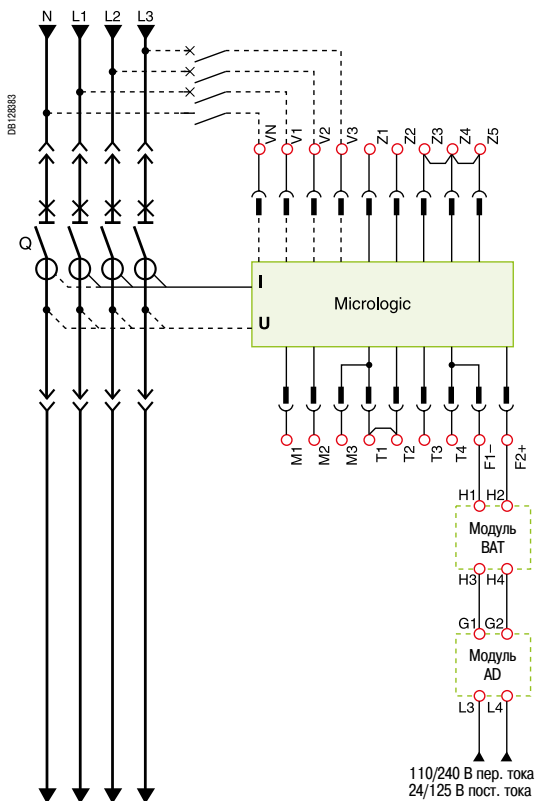 N L1 L2 L3
DB128383
VN V1 V2 V3 Z1 Z2 Z3 Z4 Z5
Q
I
Micrologic
U
M1 M2 M3 T1 T2 T3 T4 F1– F2+
H1 H2
Модуль
BAT
H3 H4
G1 G2
Модуль
AD
L3 L4
110/240 В пер. тока
24/125 В пост. тока